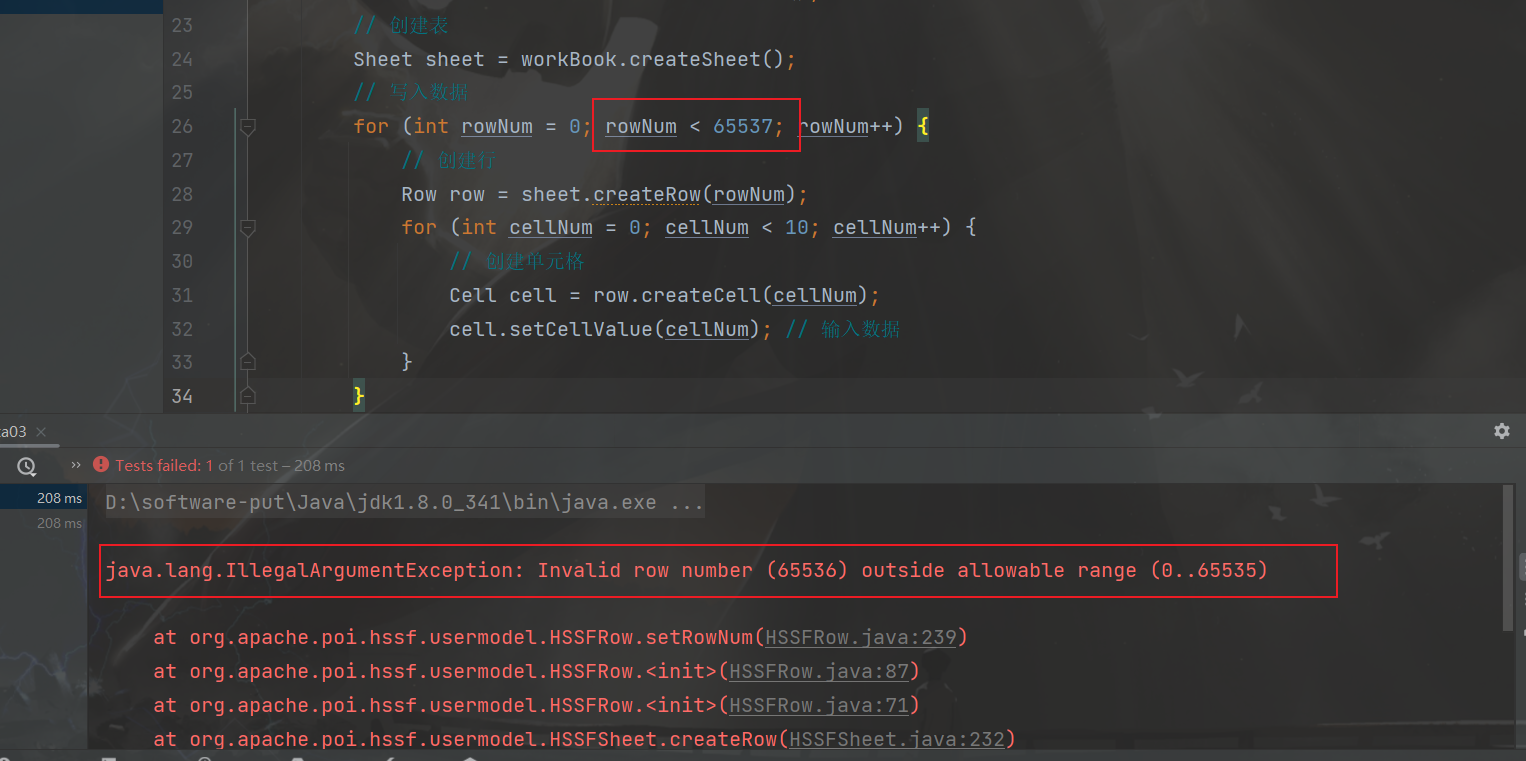 23 // 创建表
24 Sheet sheet = workBook.createSheet();
25 // 写入数据
26 for (int rowNum = 0; rowNum < 65537; rowNum++) {
27 // 创建行
28 Row row = sheet.createRow(rowNum);
29 for (int cellNum = 0; cellNum < 10; cellNum++) {
30 // 创建单元格
31 Cell cell = row.createCell(cellNum);
32 cell.setCellValue(cellNum); // 输入数据
33 }
34 }
ta03
Tests failed: 1 of 1 test – 208 ms
208 ms
208 ms
D:\software-put\Java\jdk1.8.0_341\bin\java.exe ...
java.lang.IllegalArgumentException: Invalid row number (65536) outside allowable range (0..65535)
at org.apache.poi.hssf.usermodel.HSSFRow.setRowNum(HSSFRow.java:239)
at org.apache.poi.hssf.usermodel.HSSFRow.<init>(HSSFRow.java:87)
at org.apache.poi.hssf.usermodel.HSSFRow.<init>(HSSFRow.java:71)
at org.apache.poi.hssf.usermodel.HSSFSheet.createRow(HSSFSheet.java:232)